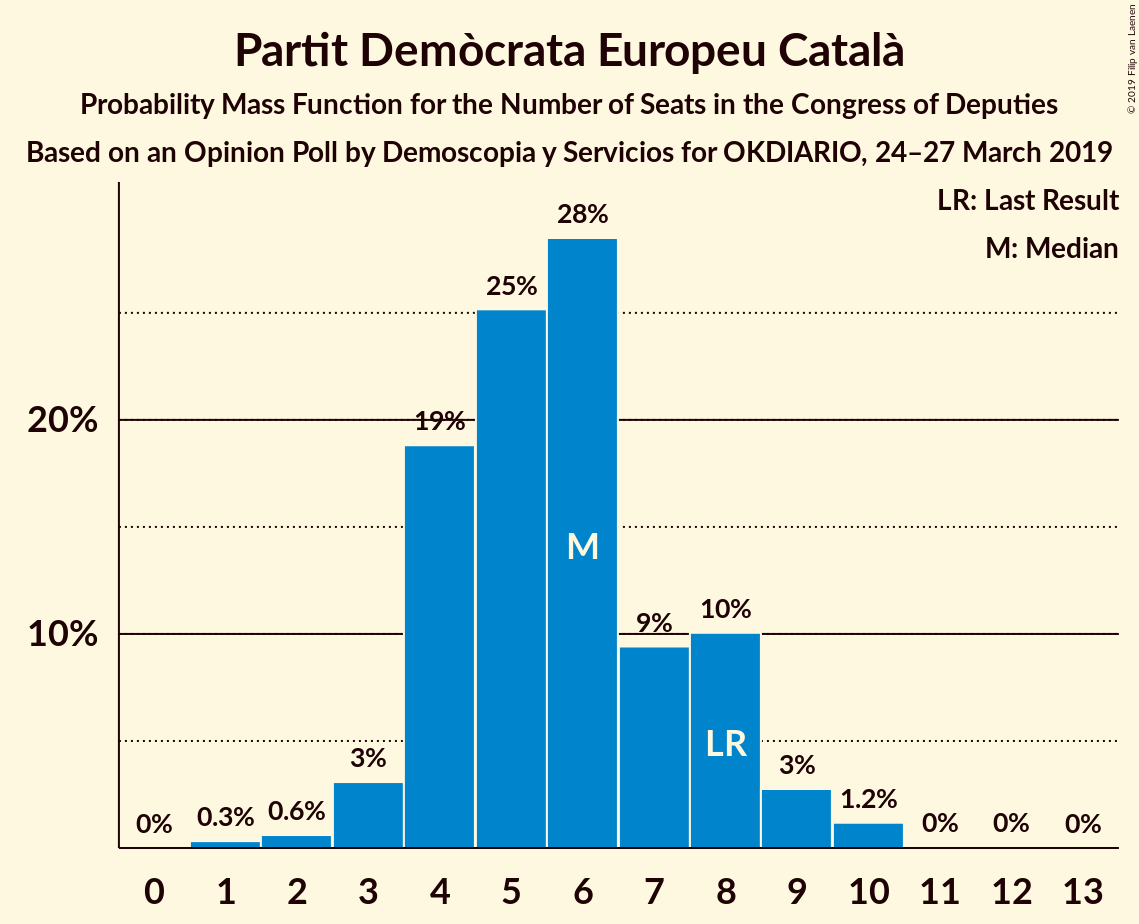 Partit Demòcrata Europeu Català
Probability Mass Function for the Number of Seats in the Congress of Deputies
Based on an Opinion Poll by Demoscopia y Servicios for OKDIARIO, 24–27 March 2019
© 2019 Filip van Laenen
LR: Last Result
M: Median
28%
25%
20%
19%
M
10%
9%
10%
LR
3%
3%
0%
0.3%
0.6%
1.2%
0%
0%
0%
0 1 2 3 4 5 6 7 8 9 10 11 12 13